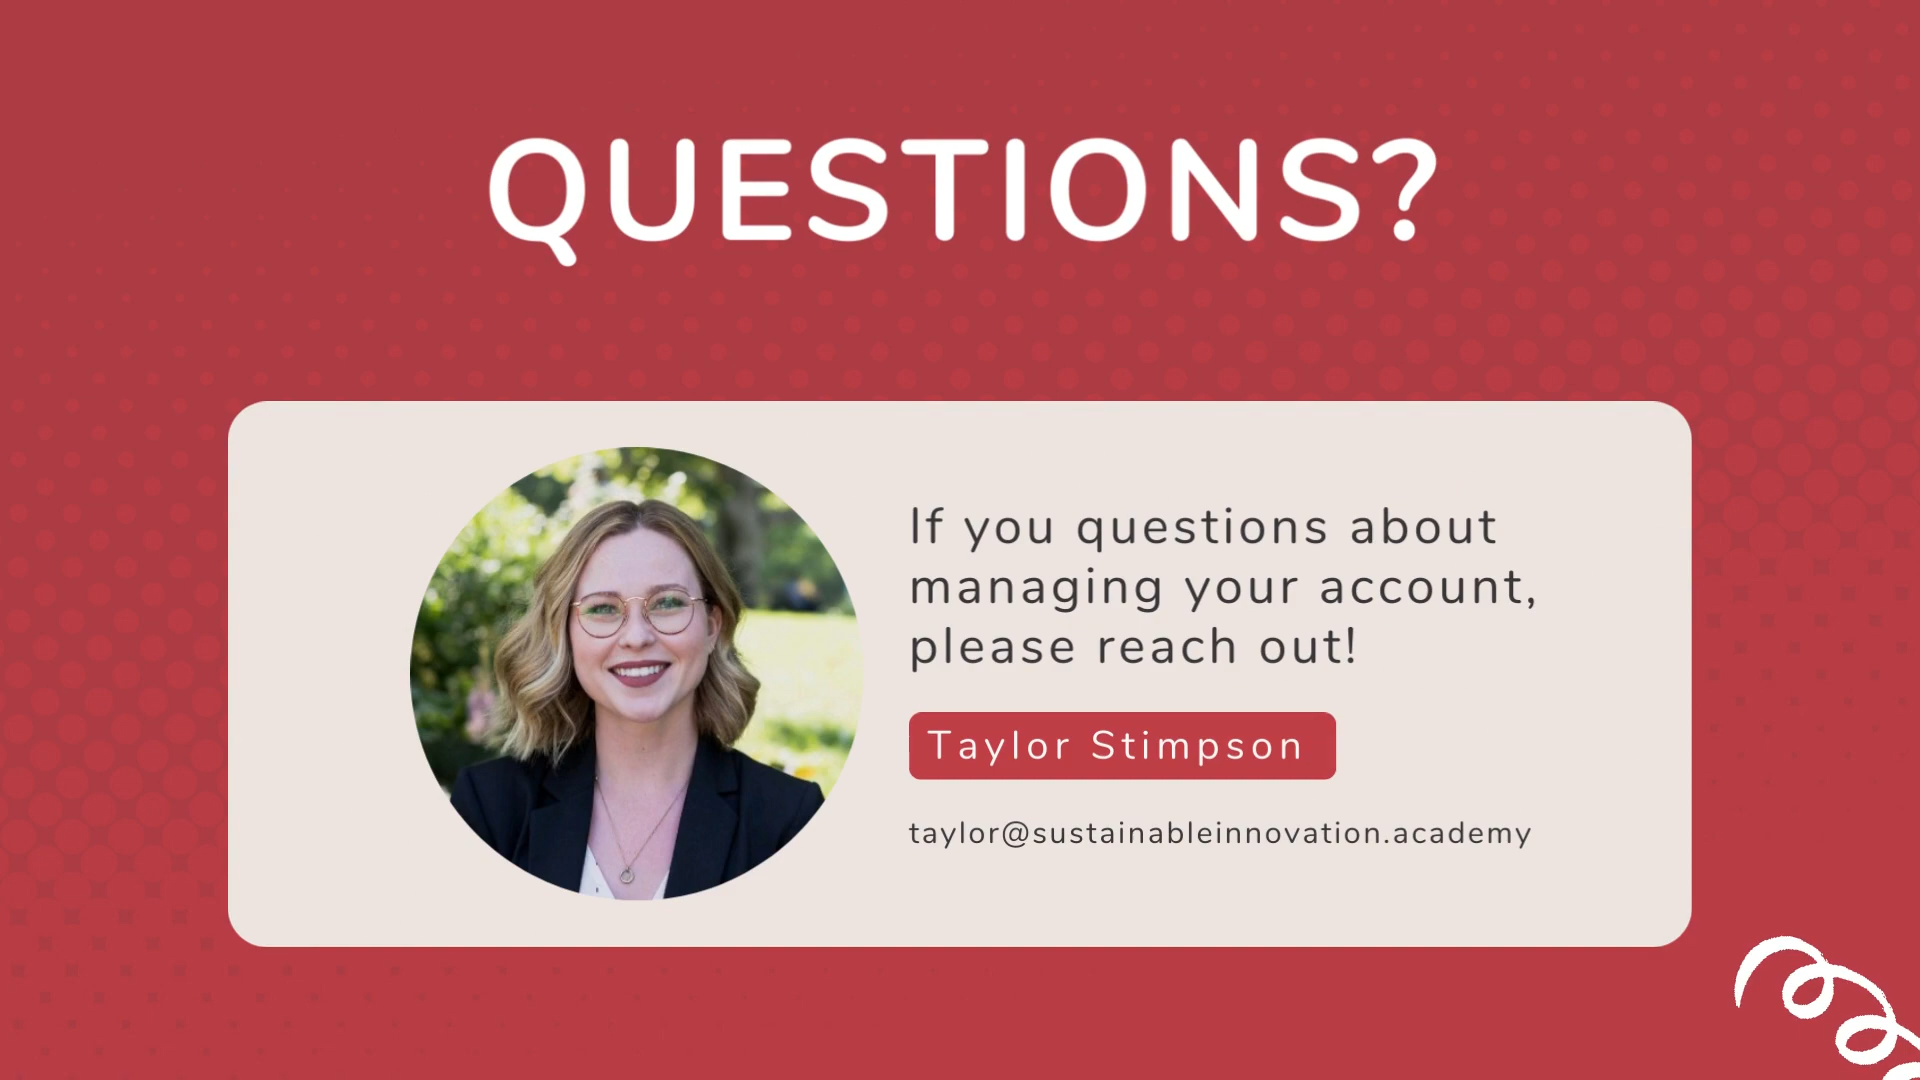 QUESTIONS?
If you questions about
managing your account,
please reach out!
Taylor Stimpson
taylor@sustainableinnovation.academy